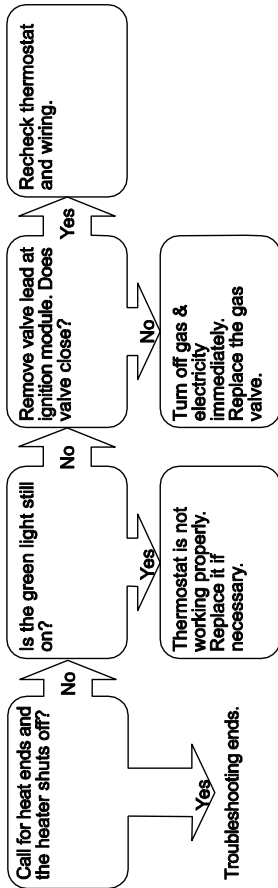 Call for heat ends and
the heater shuts off?
No
Yes
Troubleshooting ends.
Is the green light still
on?
No
Yes
Thermostat is not
working properly.
Replace it if
necessary.
Remove valve lead at
ignition module. Does
valve close?
Yes
No
Turn off gas &
electricity
immediately.
Replace the gas
valve.
Recheck thermostat
and wiring.